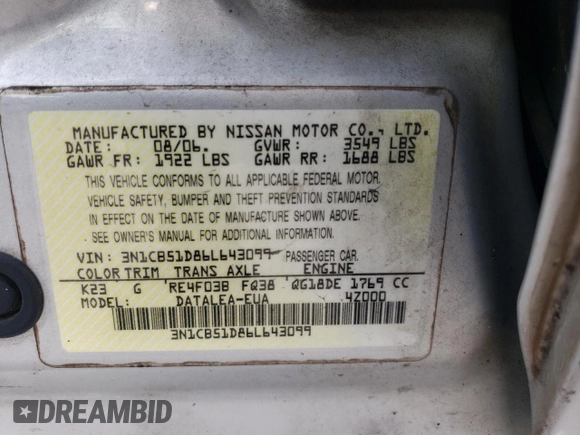 MANUFACTURED BY NISSAN MOTOR CO., LTD.
DATE: 08/06. GVWR: 3549 LBS
GAWR FR: 1922 LBS GAWR RR: 1688 LBS
THIS VEHICLE CONFORMS TO ALL APPLICABLE FEDERAL MOTOR
VEHICLE SAFETY, BUMPER AND THEFT PREVENTION STANDARDS
IN EFFECT ON THE DATE OF MANUFACTURE SHOWN ABOVE.
SEE OWNER'S MANUAL FOR ADDITIONAL INFORMATION.
VIN: 3N1CB51D86L643099 PASSENGER CAR.
COLOR TRIM TRANS AXLE ENGINE
K23 G RE4F03B FQ38 QG18DE 1769 CC
MODEL: DATALEA-EUA 4Z000
3N1CB51D86L643099
DREAMBID